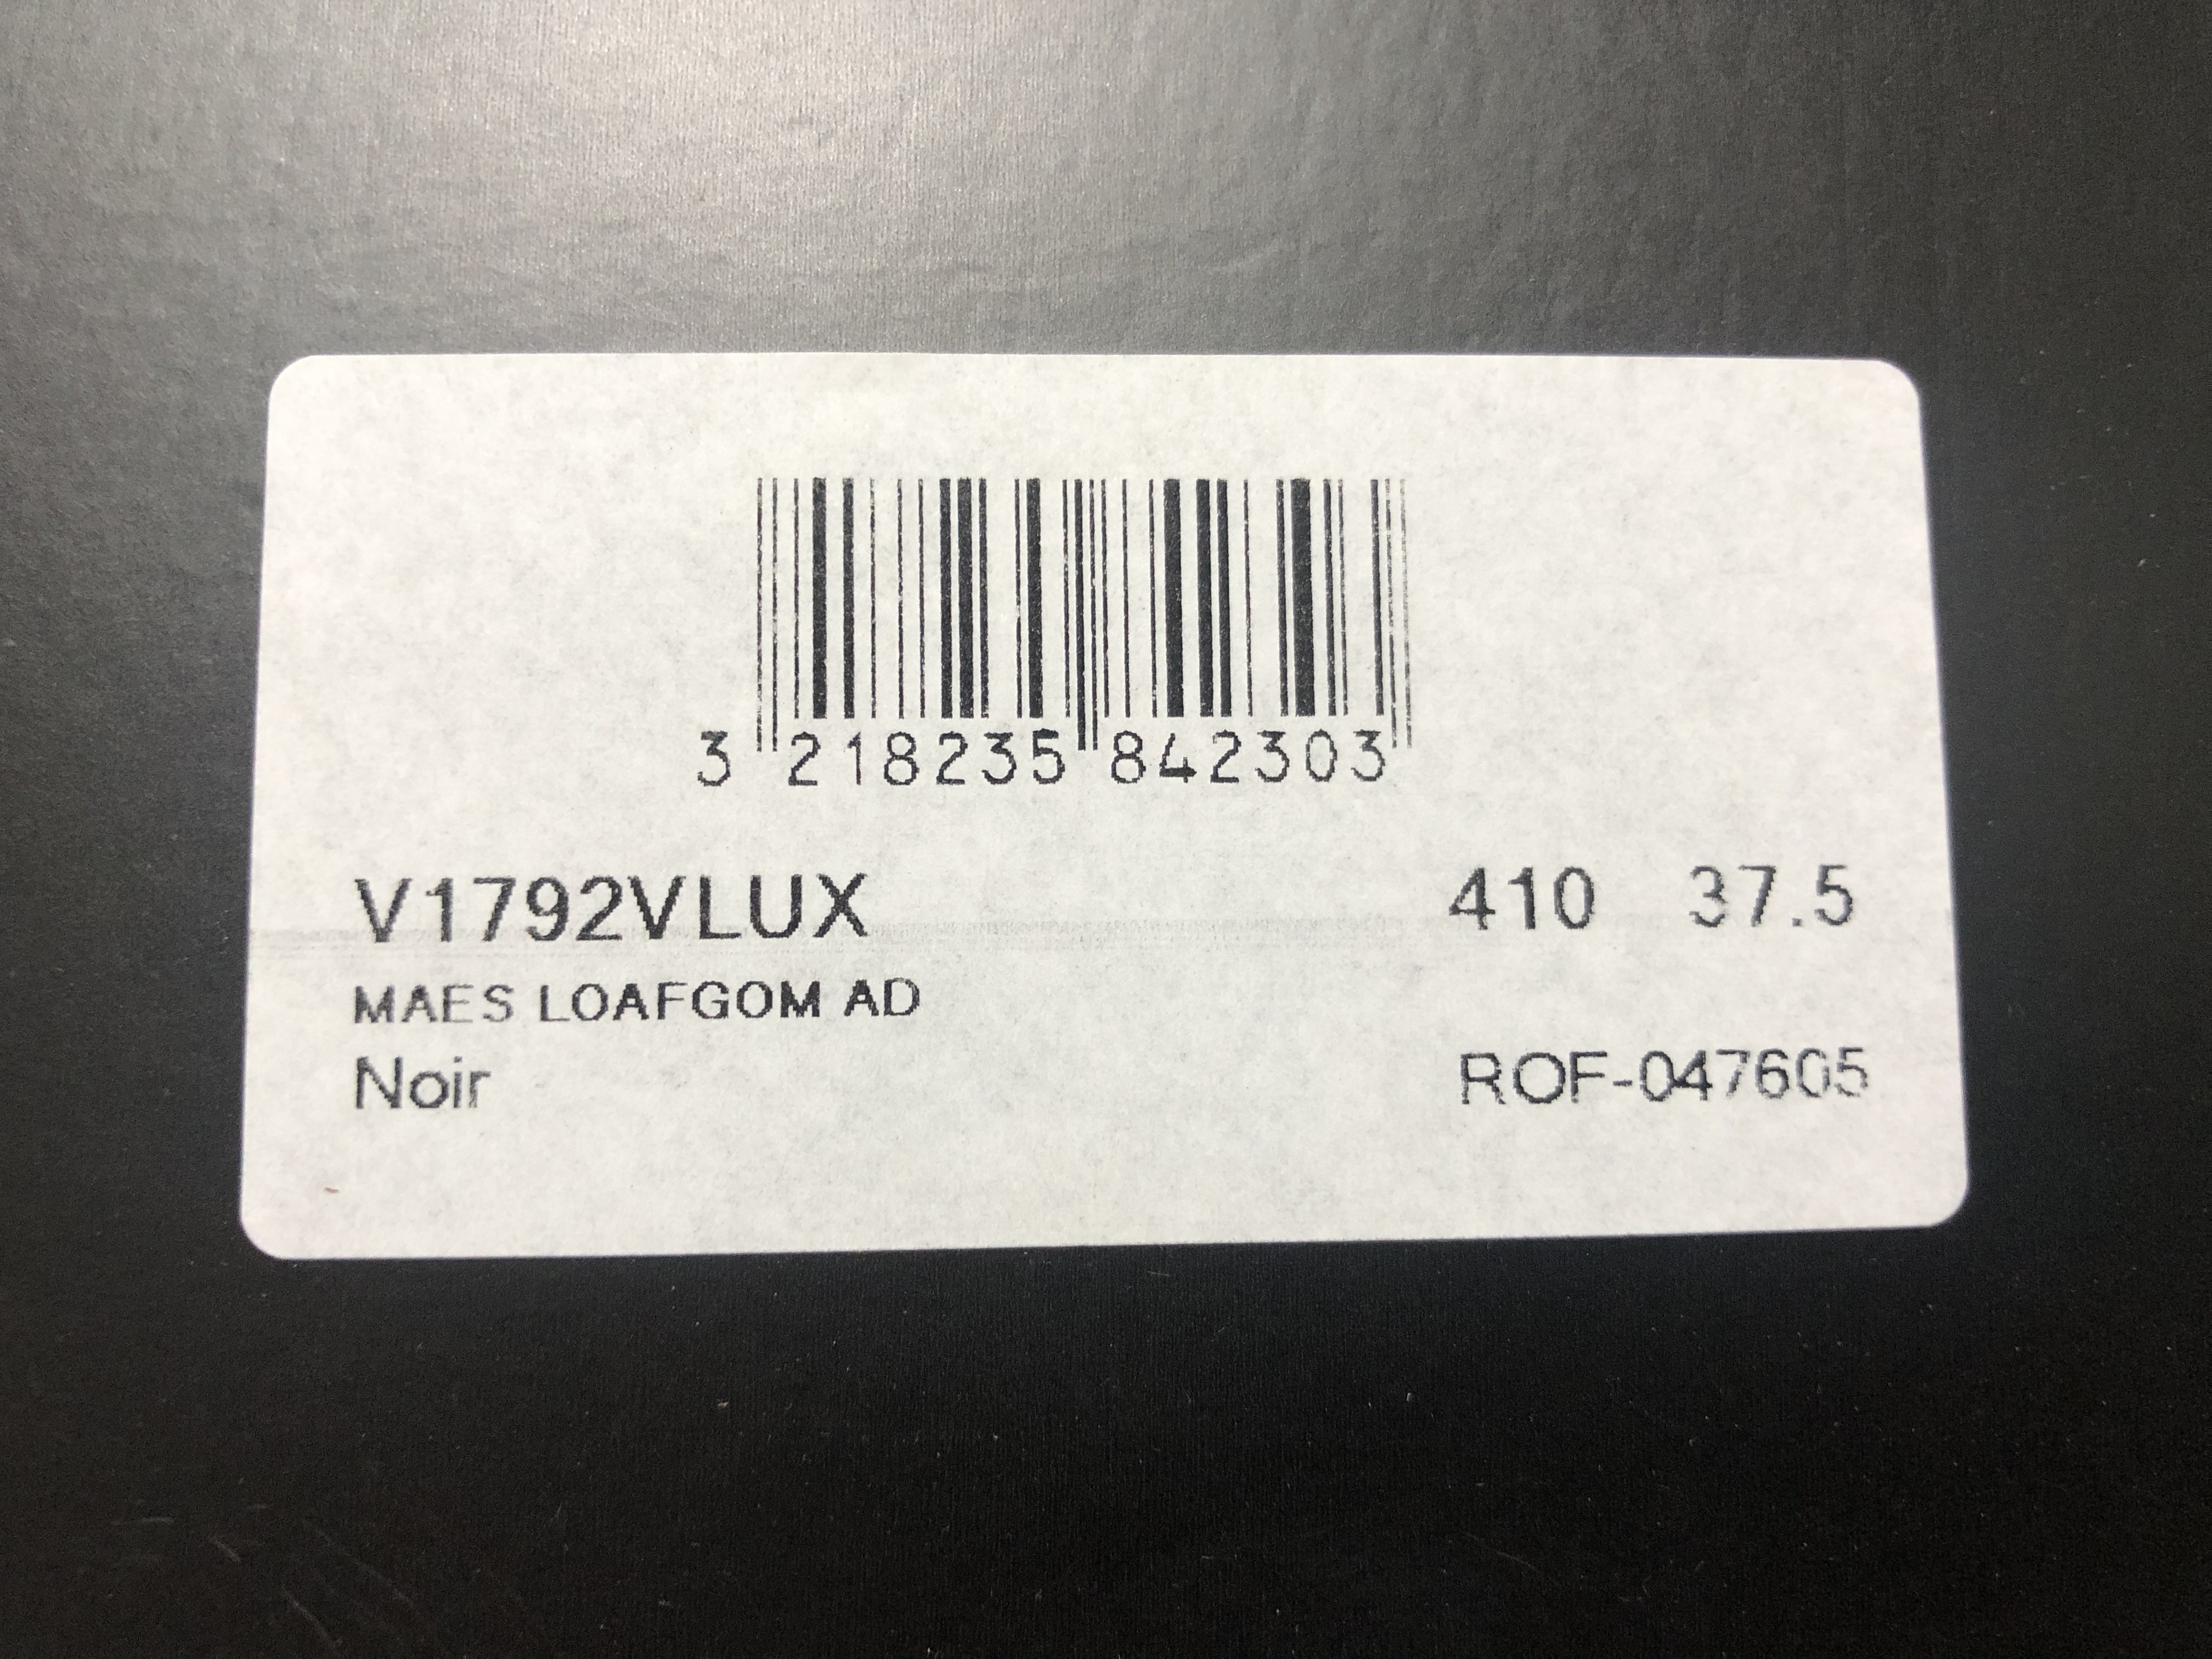 3 218235 842303
V1792VLUX 410 37.5
MAES LOAFGOM AD
Noir ROF-047605